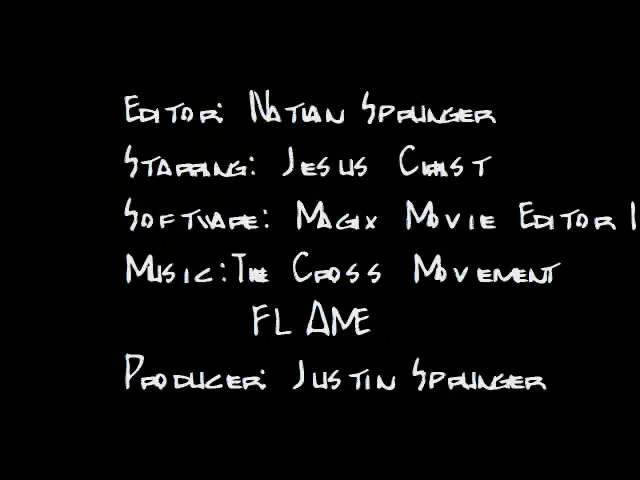 Editor: Nathan Sprunger
Starring: Jesus Christ
Software: Magix Movie Editor
Music: The Cross Movement
FLAME
Producer: Justin Sprunger